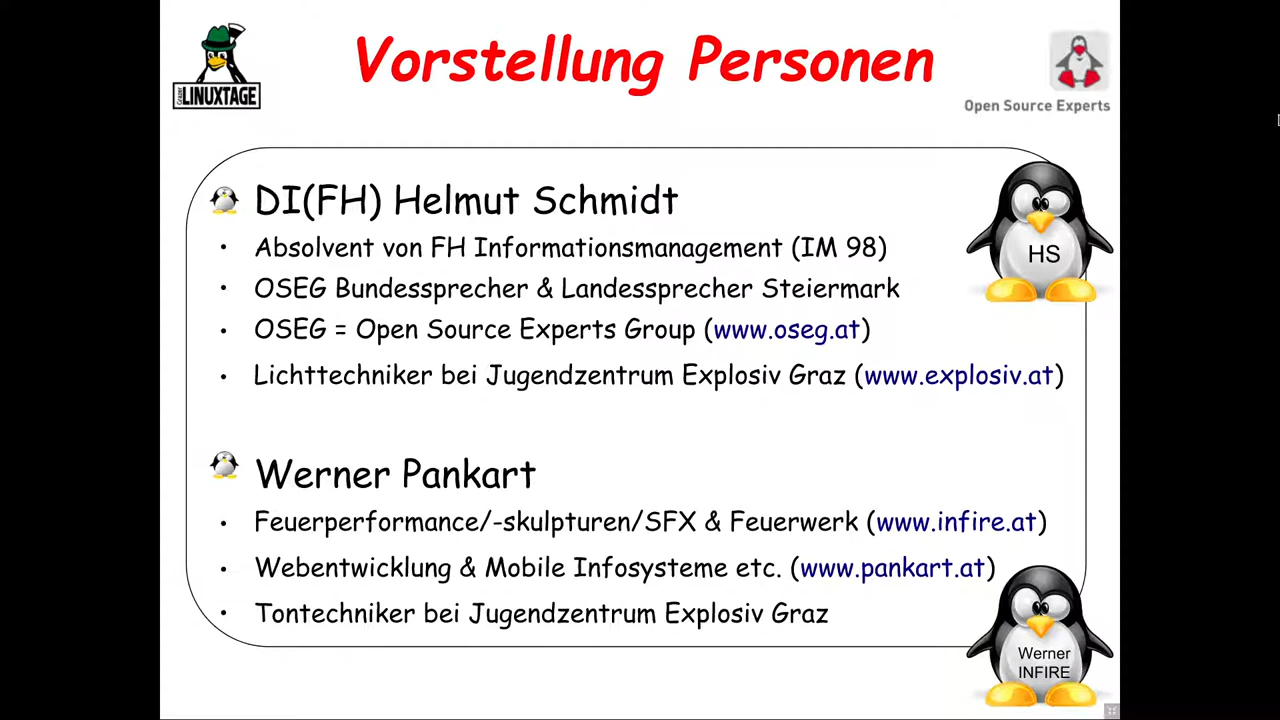 Vorstellung Personen
Grazer LINUXTAGE
Open Source Experts
DI(FH) Helmut Schmidt
• Absolvent von FH Informationsmanagement (IM 98)
• OSEG Bundessprecher & Landessprecher Steiermark
• OSEG = Open Source Experts Group (www.oseg.at)
• Lichttechniker bei Jugendzentrum Explosiv Graz (www.explosiv.at)
HS
Werner Pankart
• Feuerperformance/-skulpturen/SFX & Feuerwerk (www.infire.at)
• Webentwicklung & Mobile Infosysteme etc. (www.pankart.at)
• Tontechniker bei Jugendzentrum Explosiv Graz
Werner
INFIRE